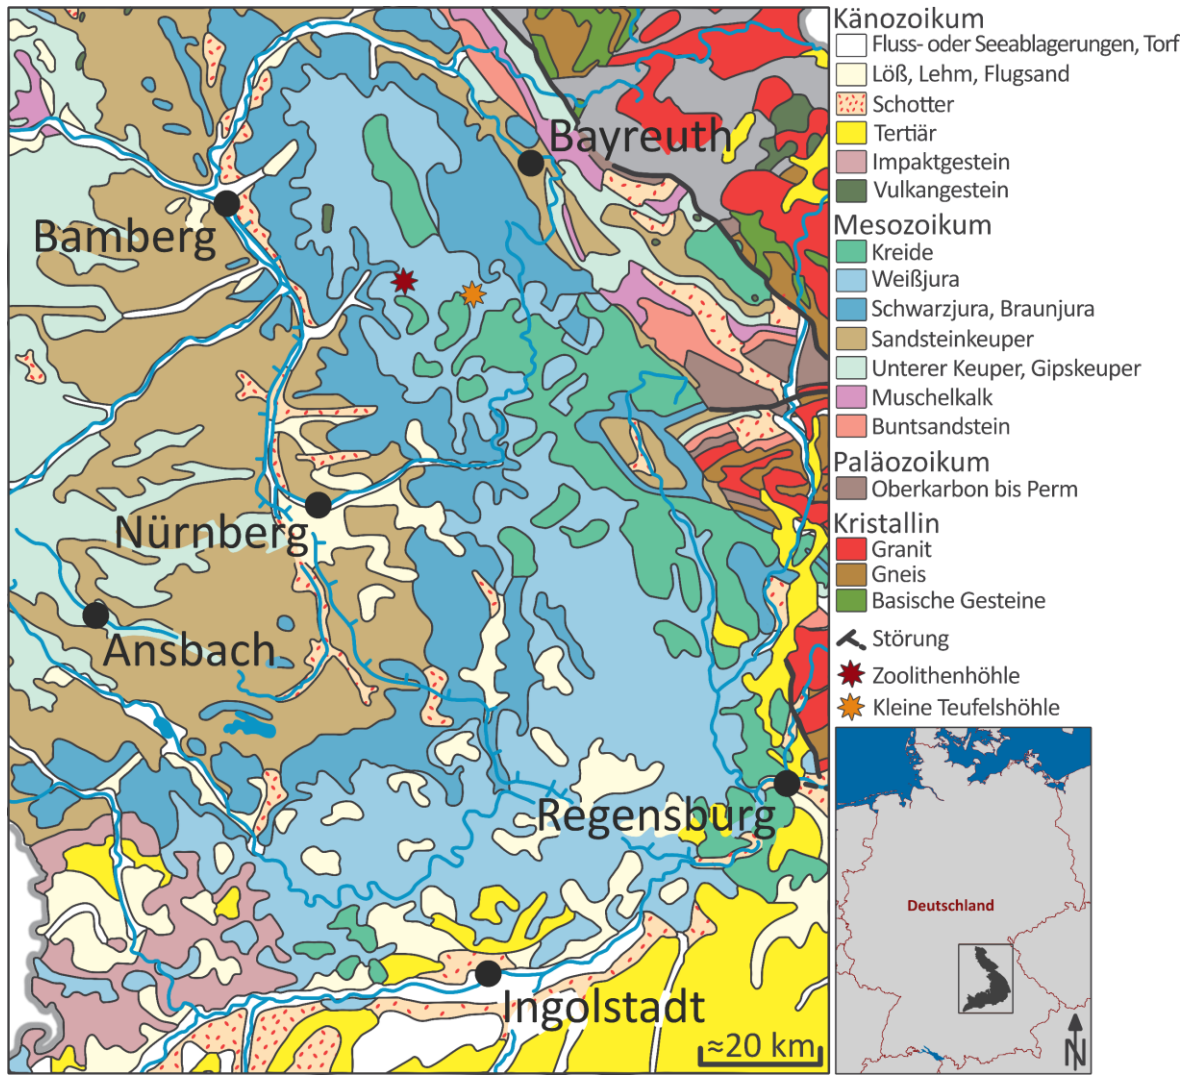 Bayreuth
Bamberg
Nürnberg
Ansbach
Regensburg
Ingolstadt
≈20 km
Känozoikum
Fluss- oder Seeablagerungen, Torf
Löß, Lehm, Flugsand
Schotter
Tertiär
Impaktgestein
Vulkangestein
Mesozoikum
Kreide
Weißjura
Schwarzjura, Braunjura
Sandsteinkeuper
Unterer Keuper, Gipskeuper
Muschelkalk
Buntsandstein
Paläozoikum
Oberkarbon bis Perm
Kristallin
Granit
Gneis
Basische Gesteine
Störung
Zoolithenhöhle
Kleine Teufelshöhle
Deutschland
N